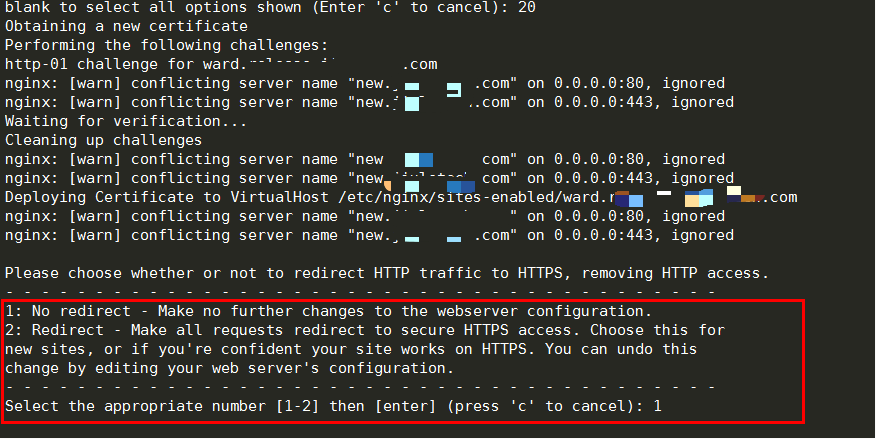 blank to select all options shown (Enter 'c' to cancel): 20
Obtaining a new certificate
Performing the following challenges:
http-01 challenge for ward. .com
nginx: [warn] conflicting server name "new. .com" on 0.0.0.0:80, ignored
nginx: [warn] conflicting server name "new. .com" on 0.0.0.0:443, ignored
Waiting for verification...
Cleaning up challenges
nginx: [warn] conflicting server name "new com" on 0.0.0.0:80, ignored
nginx: [warn] conflicting server name "new. com" on 0.0.0.0:443, ignored
Deploying Certificate to VirtualHost /etc/nginx/sites-enabled/ward. .com
nginx: [warn] conflicting server name "new. " on 0.0.0.0:80, ignored
nginx: [warn] conflicting server name "new. .com" on 0.0.0.0:443, ignored
Please choose whether or not to redirect HTTP traffic to HTTPS, removing HTTP access.
- - - - - - - - - - - - - - - - - - - - - - - - - - - - - - - - - - - - - - - -
1: No redirect - Make no further changes to the webserver configuration.
2: Redirect - Make all requests redirect to secure HTTPS access. Choose this for
new sites, or if you're confident your site works on HTTPS. You can undo this
change by editing your web server's configuration.
- - - - - - - - - - - - - - - - - - - - - - - - - - - - - - - - - - - - - - - -
Select the appropriate number [1-2] then [enter] (press 'c' to cancel): 1